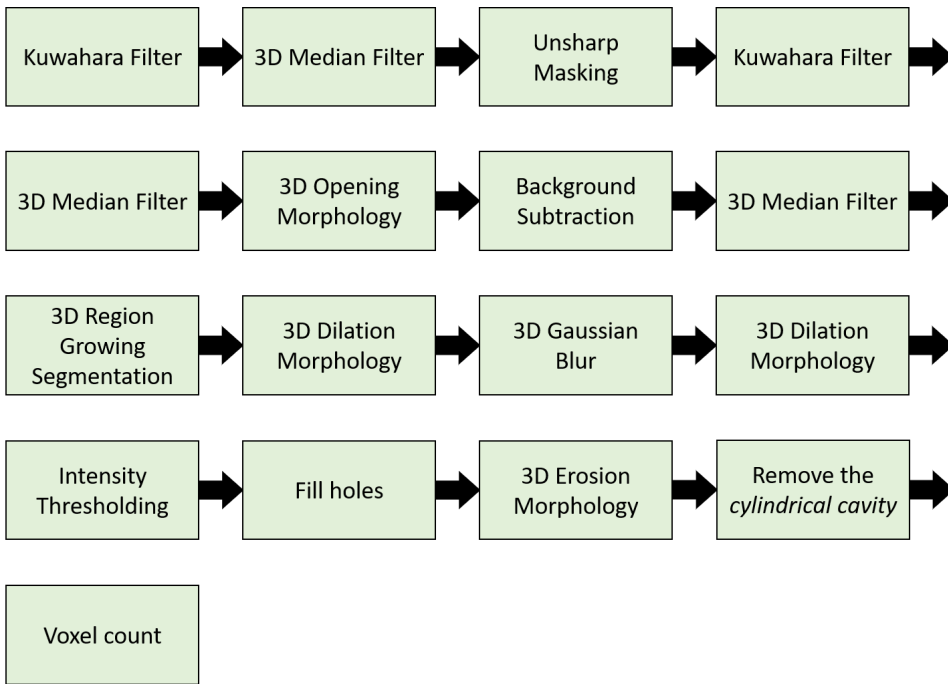 Kuwahara Filter
3D Median Filter
Unsharp
Masking
Kuwahara Filter
3D Median Filter
3D Opening
Morphology
Background
Subtraction
3D Median Filter
3D Region
Growing
Segmentation
3D Dilation
Morphology
3D Gaussian
Blur
3D Dilation
Morphology
Intensity
Thresholding
Fill holes
3D Erosion
Morphology
Remove the
cylindrical cavity
Voxel count